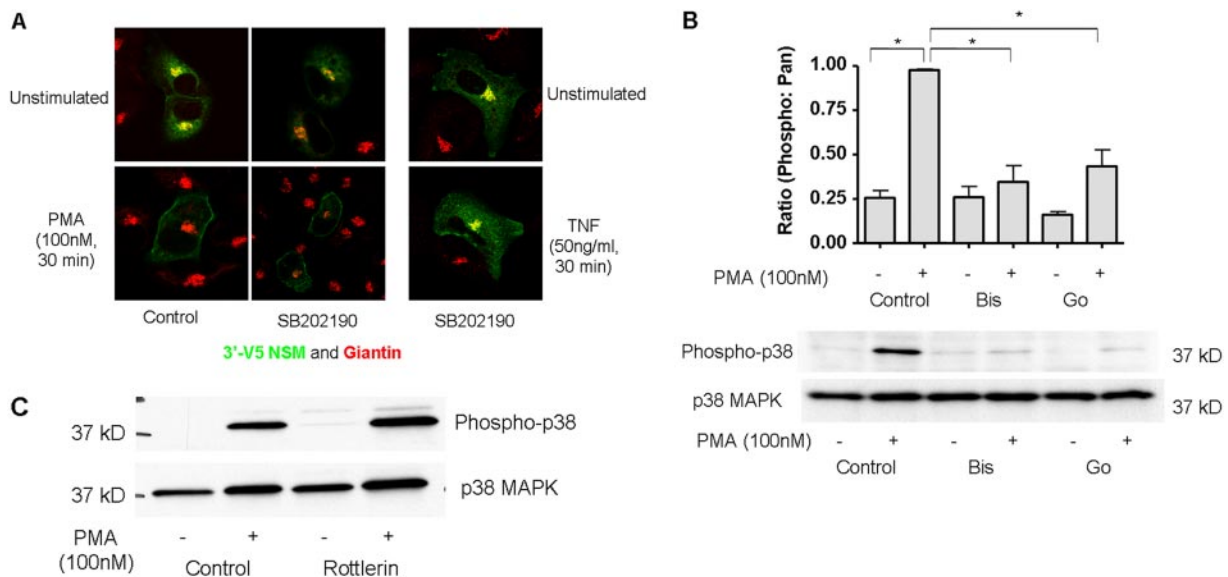 A
Unstimulated
Unstimulated
PMA
(100nM,
30 min)
TNF
(50ng/ml,
30 min)
Control
SB202190
SB202190
3'-V5 NSM and Giantin
B
*
*
*
Ratio (Phospho: Pan)
1.00
0.75
0.50
0.25
0.00
PMA (100nM) - + - + - +
Control Bis Go
Phospho-p38 37 kD
p38 MAPK 37 kD
PMA (100nM) - + - + - +
Control Bis Go
C
37 kD Phospho-p38
37 kD p38 MAPK
PMA - + - +
(100nM)
Control Rottlerin